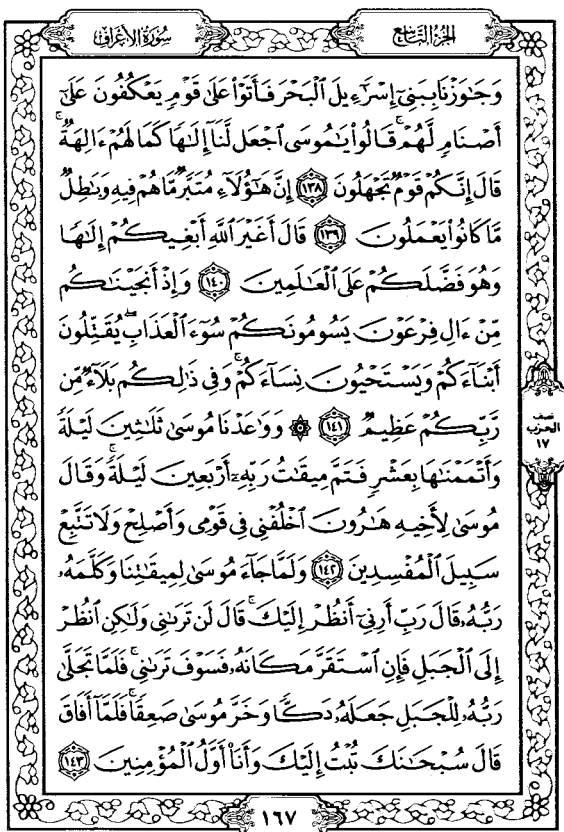 الجزء التاسع
سورة الأعراف
وَجَٰوَزْنَا بِبَنِىٓ إِسْرَٰٓءِيلَ ٱلْبَحْرَ فَأَتَوْا۟ عَلَىٰ قَوْمٍ يَعْكُفُونَ عَلَىٰٓ
أَصْنَامٍ لَّهُمْ ۚ قَالُوا۟ يَٰمُوسَى ٱجْعَل لَّنَآ إِلَٰهًا كَمَا لَهُمْ ءَالِهَةٌ ۚ
قَالَ إِنَّكُمْ قَوْمٌ تَجْهَلُونَ ١٣٨ إِنَّ هَٰٓؤُلَآءِ مُتَبَّرٌ مَّا هُمْ فِيهِ وَبَٰطِلٌ
مَّا كَانُوا۟ يَعْمَلُونَ ١٣٩ قَالَ أَغَيْرَ ٱللَّهِ أَبْغِيكُمْ إِلَٰهًا
وَهُوَ فَضَّلَكُمْ عَلَى ٱلْعَٰلَمِينَ ١٤٠ وَإِذْ أَنجَيْنَٰكُم
مِّنْ ءَالِ فِرْعَوْنَ يَسُومُونَكُمْ سُوٓءَ ٱلْعَذَابِ ۖ يُقَتِّلُونَ
أَبْنَآءَكُمْ وَيَسْتَحْيُونَ نِسَآءَكُمْ ۚ وَفِى ذَٰلِكُم بَلَآءٌ مِّن
رَّبِّكُمْ عَظِيمٌ ١٤١ ۞ وَوَٰعَدْنَا مُوسَىٰ ثَلَٰثِينَ لَيْلَةً
وَأَتْمَمْنَٰهَا بِعَشْرٍ فَتَمَّ مِيقَٰتُ رَبِّهِۦٓ أَرْبَعِينَ لَيْلَةً ۚ وَقَالَ
مُوسَىٰ لِأَخِيهِ هَٰرُونَ ٱخْلُفْنِى فِى قَوْمِى وَأَصْلِحْ وَلَا تَتَّبِعْ
سَبِيلَ ٱلْمُفْسِدِينَ ١٤٢ وَلَمَّا جَآءَ مُوسَىٰ لِمِيقَٰتِنَا وَكَلَّمَهُۥ
رَبُّهُۥ قَالَ رَبِّ أَرِنِىٓ أَنظُرْ إِلَيْكَ ۚ قَالَ لَن تَرَىٰنِى وَلَٰكِنِ ٱنظُرْ
إِلَى ٱلْجَبَلِ فَإِنِ ٱسْتَقَرَّ مَكَانَهُۥ فَسَوْفَ تَرَىٰنِى ۚ فَلَمَّا تَجَلَّىٰ
رَبُّهُۥ لِلْجَبَلِ جَعَلَهُۥ دَكًّا وَخَرَّ مُوسَىٰ صَعِقًا ۚ فَلَمَّآ أَفَاقَ
قَالَ سُبْحَٰنَكَ تُبْتُ إِلَيْكَ وَأَنَا۠ أَوَّلُ ٱلْمُؤْمِنِينَ ١٤٣
نصف
الحزب
١٧
١٦٧